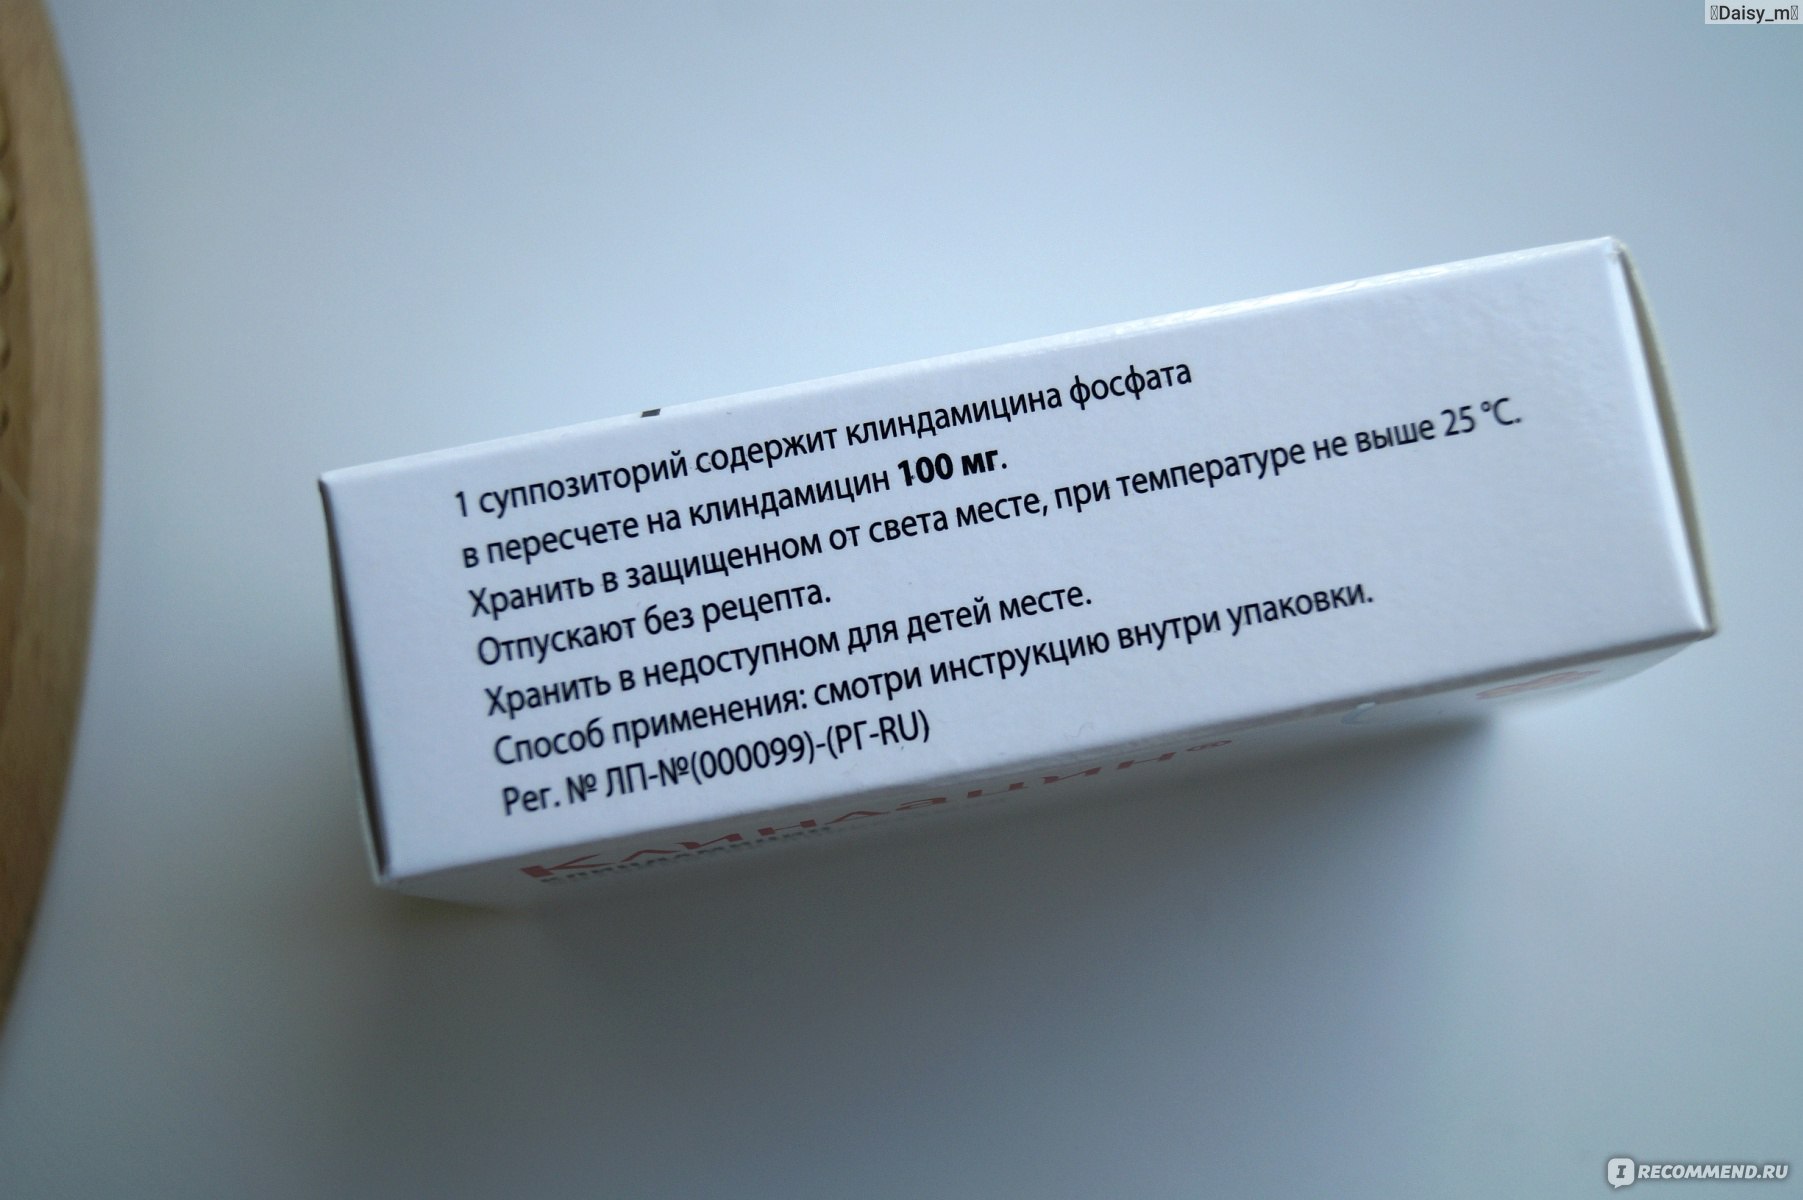 Daisy_m
1 суппозиторий содержит клиндамицина фосфата
в пересчете на клиндамицин 100 мг.
Хранить в защищенном от света месте, при температуре не выше 25 °С.
Отпускают без рецепта.
Хранить в недоступном для детей месте.
Способ применения: смотри инструкцию внутри упаковки.
Рег. № ЛП-№(000099)-(РГ-RU)
I RECOMMEND.RU